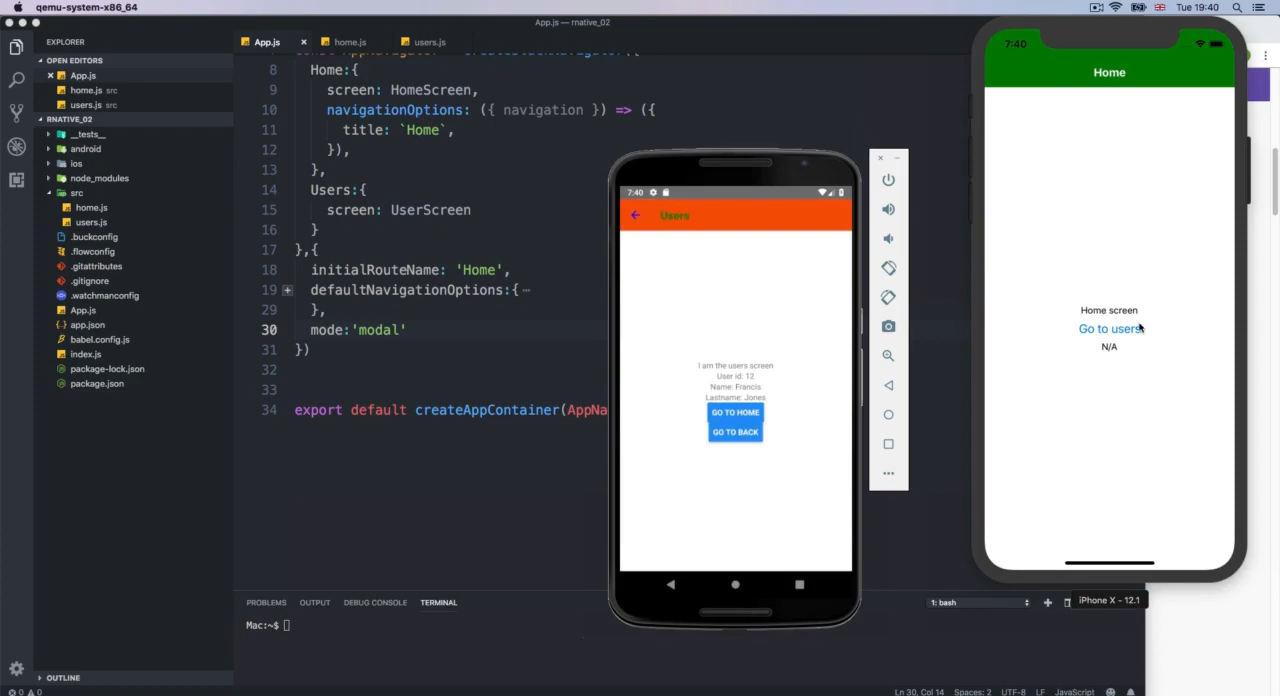 qemu-system-x86_64
Tue 19:40
App.js — rnative_02
EXPLORER
OPEN EDITORS
App.js
home.js src
users.js src
RNATIVE_02
__tests__
android
ios
node_modules
src
home.js
users.js
.buckconfig
.flowconfig
.gitattributes
.gitignore
.watchmanconfig
App.js
app.json
babel.config.js
index.js
package-lock.json
package.json
OUTLINE
App.js
home.js
users.js
8 Home:{
9 screen: HomeScreen,
10 navigationOptions: ({ navigation }) => ({
11 title: `Home`,
12 }),
13 },
14 Users:{
15 screen: UserScreen
16 }
17 },{
18 initialRouteName: 'Home',
19 defaultNavigationOptions:{
29 },
30 mode:'modal'
31 })
32
33
34 export default createAppContainer(AppNa
PROBLEMS OUTPUT DEBUG CONSOLE TERMINAL
1: bash
Mac:~$
7:40
Users
I am the users screen
User id: 12
Name: Francis
Lastname: Jones
GO TO HOME
GO TO BACK
7:40
Home
Home screen
Go to users
N/A
iPhone X - 12.1
0 0
Ln 30, Col 14 Spaces: 2 UTF-8 LF JavaScript